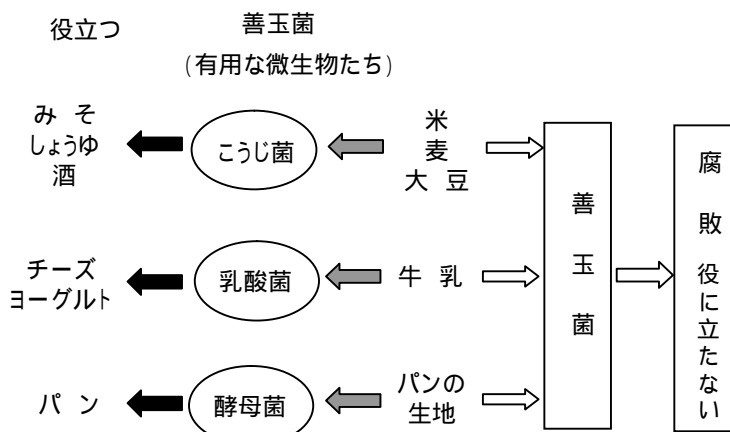 役立つ
善玉菌
(有用な微生物たち)
みそ
しょうゆ
酒
こうじ菌
米
麦
大豆
チーズ
ヨーグルト
乳酸菌
牛乳
パン
酵母菌
パンの
生地
善玉菌
腐敗 役に立たない